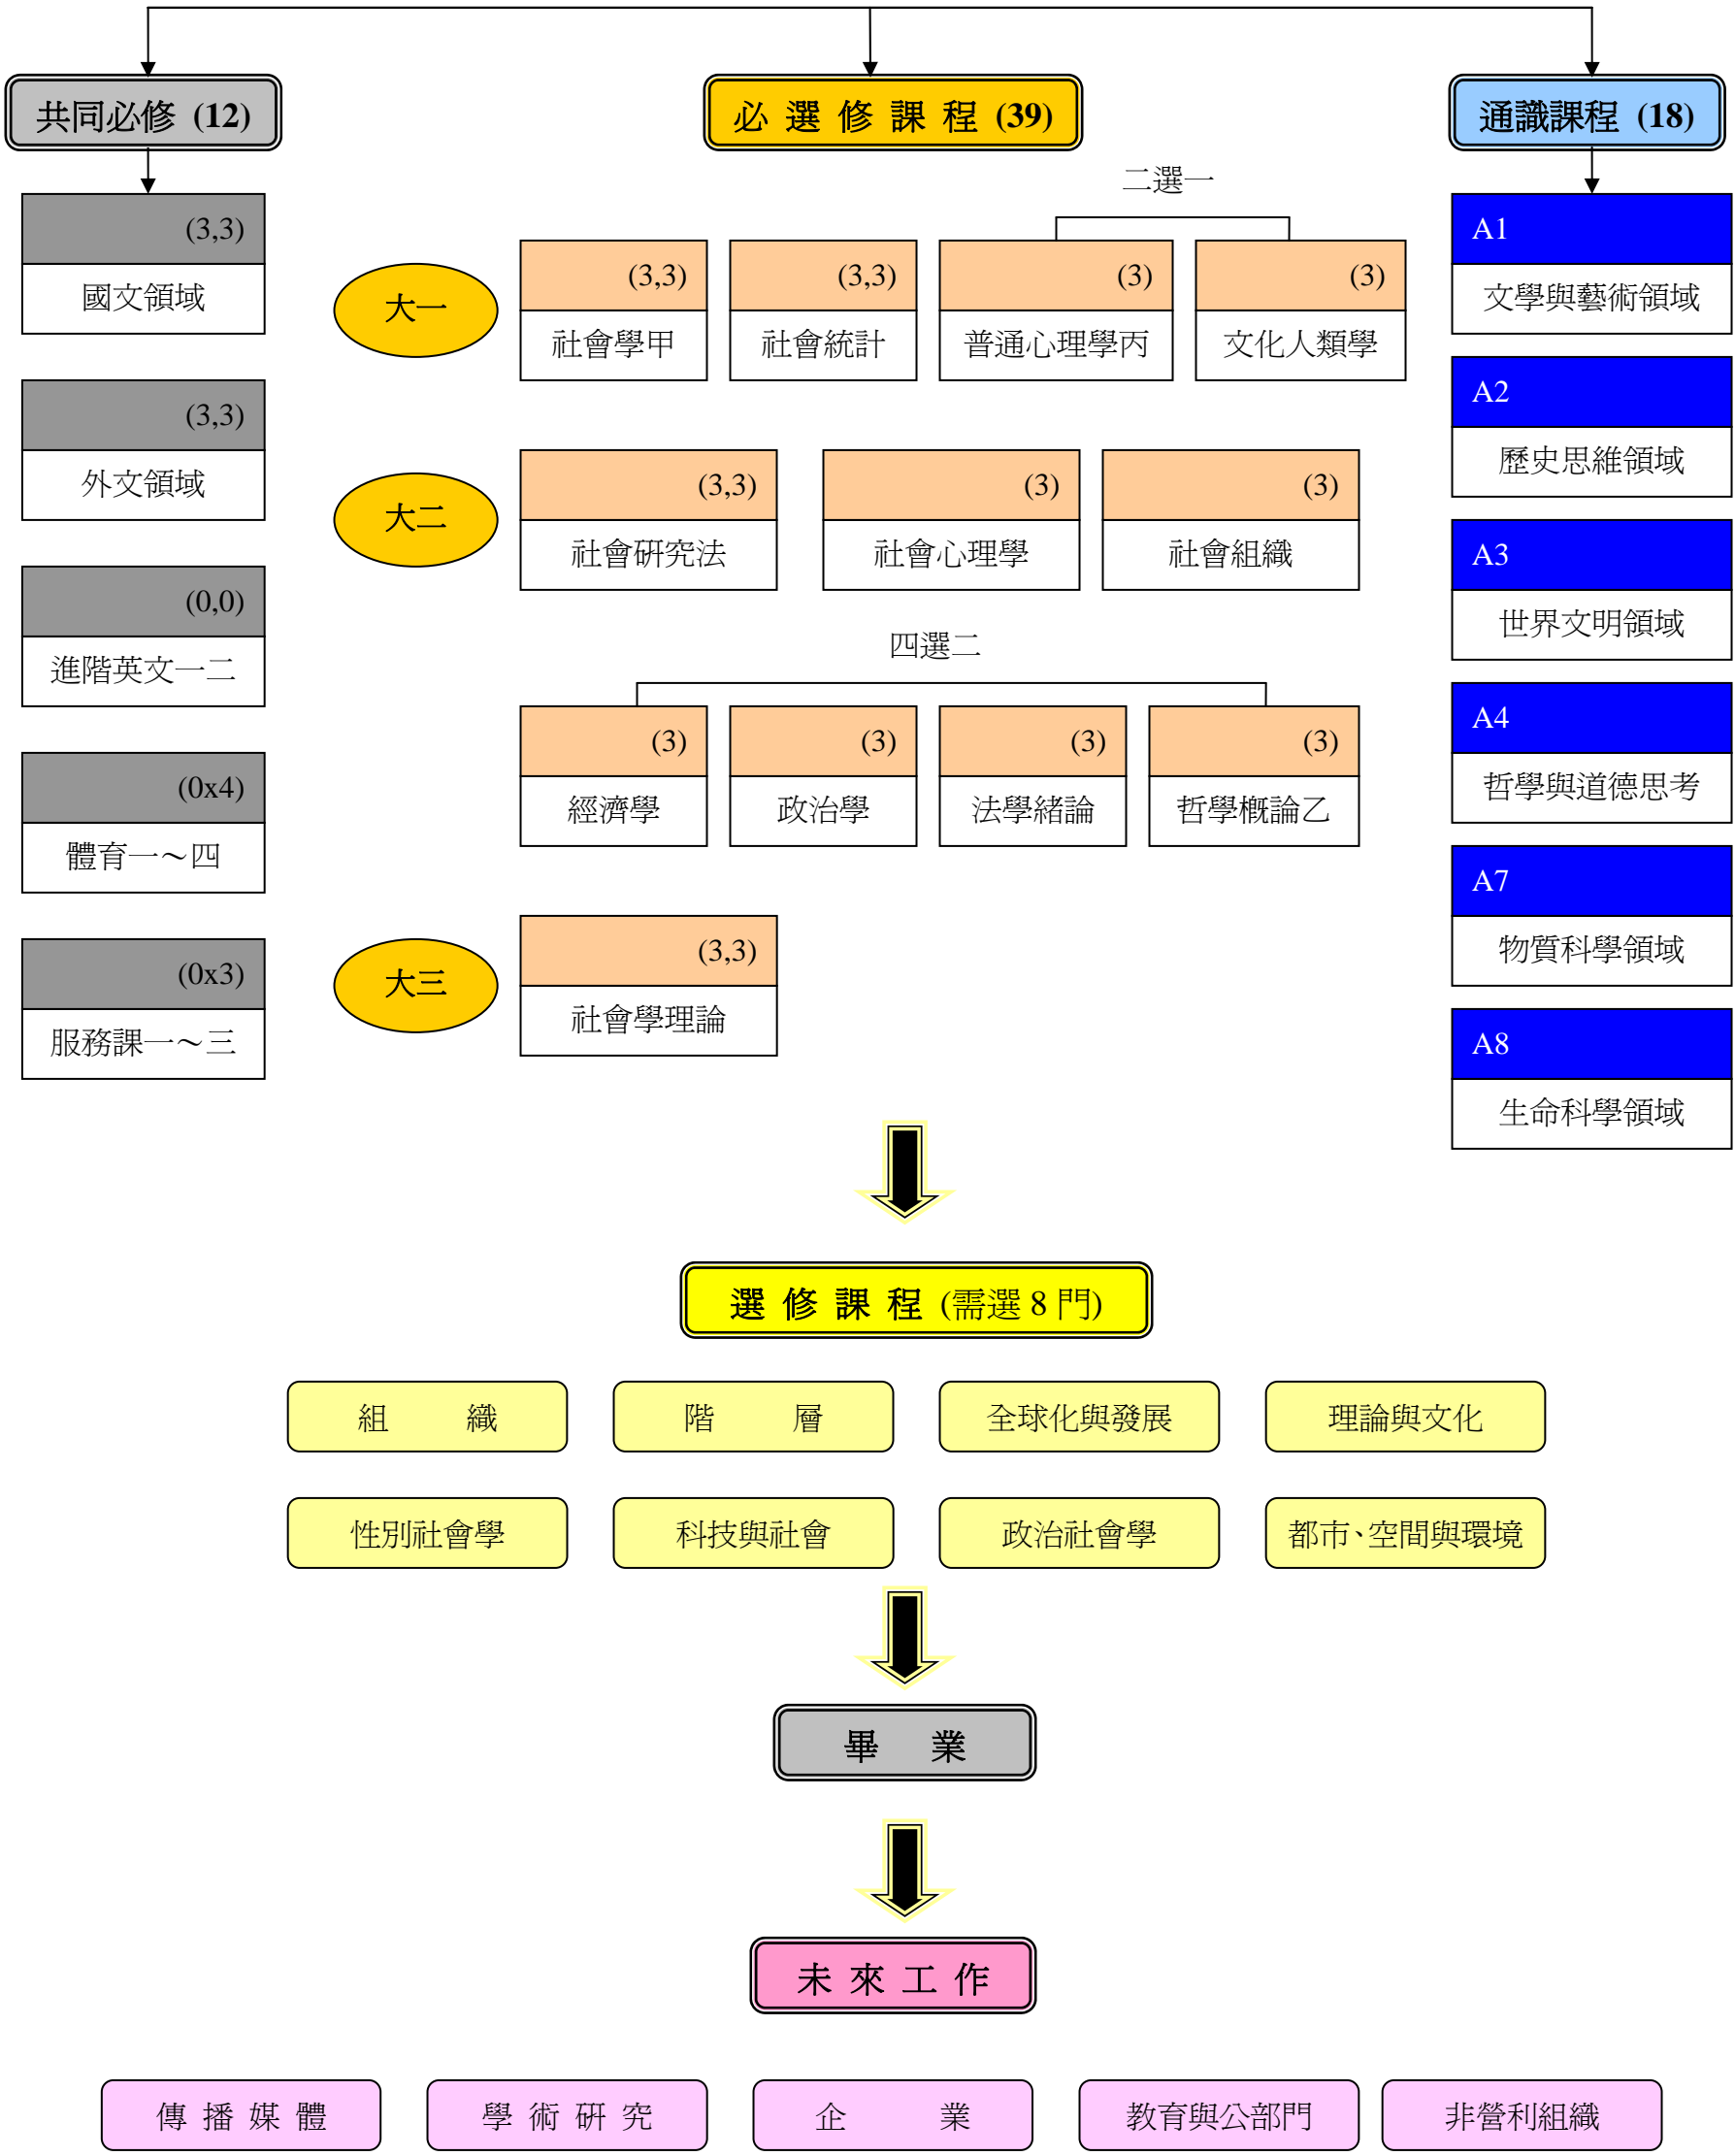 共同必修 (12)
必 選 修 課 程 (39)
通識課程 (18)
(3,3)
國文領域
(3,3)
外文領域
(0,0)
進階英文一二
(0x4)
體育一～四
(0x3)
服務課一～三
二選一
大一
(3,3)
社會學甲
(3,3)
社會統計
(3)
普通心理學丙
(3)
文化人類學
大二
(3,3)
社會研究法
(3)
社會心理學
(3)
社會組織
四選二
(3)
經濟學
(3)
政治學
(3)
法學緒論
(3)
哲學概論乙
大三
(3,3)
社會學理論
A1
文學與藝術領域
A2
歷史思維領域
A3
世界文明領域
A4
哲學與道德思考
A7
物質科學領域
A8
生命科學領域
選 修 課 程 (需選 8 門)
組 織
階 層
全球化與發展
理論與文化
性別社會學
科技與社會
政治社會學
都市、空間與環境
畢 業
未 來 工 作
傳 播 媒 體
學 術 研 究
企 業
教育與公部門
非營利組織